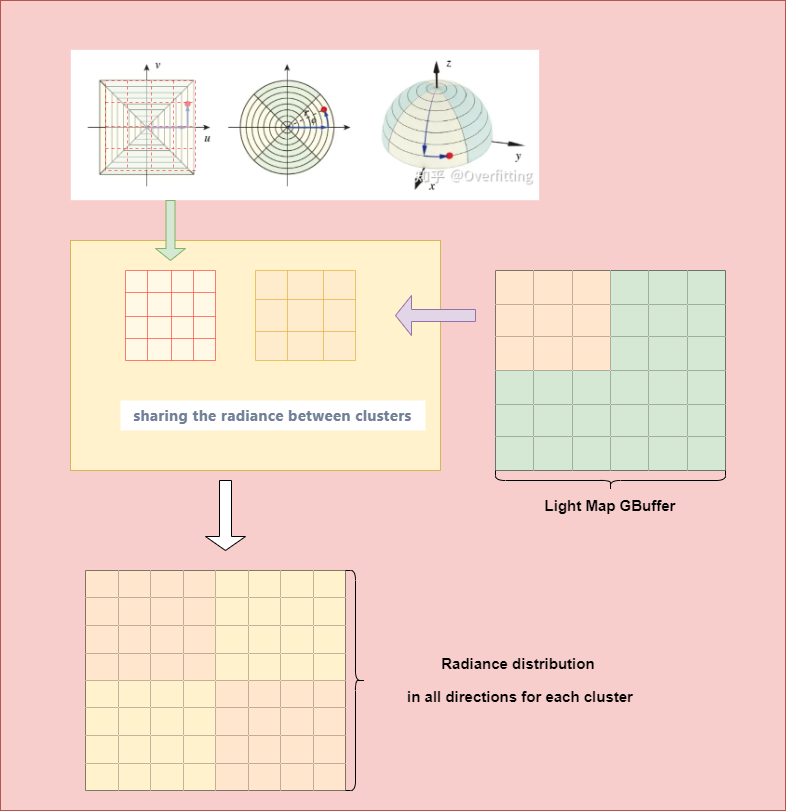 v
u
r
ϕ
z
y
x
知乎 @Overfitting
sharing the radiance between clusters
Light Map GBuffer
Radiance distribution
in all directions for each cluster